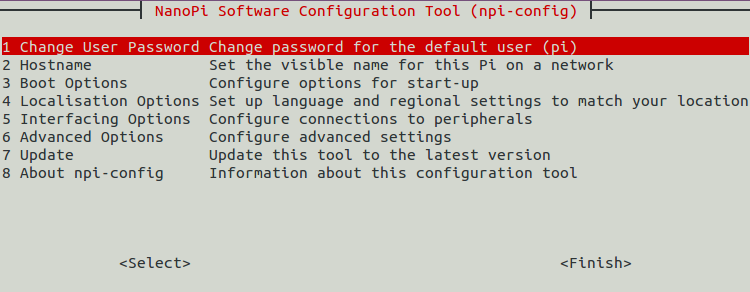 NanoPi Software Configuration Tool (npi-config)
1 Change User Password Change password for the default user (pi)
2 Hostname Set the visible name for this Pi on a network
3 Boot Options Configure options for start-up
4 Localisation Options Set up language and regional settings to match your location
5 Interfacing Options Configure connections to peripherals
6 Advanced Options Configure advanced settings
7 Update Update this tool to the latest version
8 About npi-config Information about this configuration tool
<Select> <Finish>